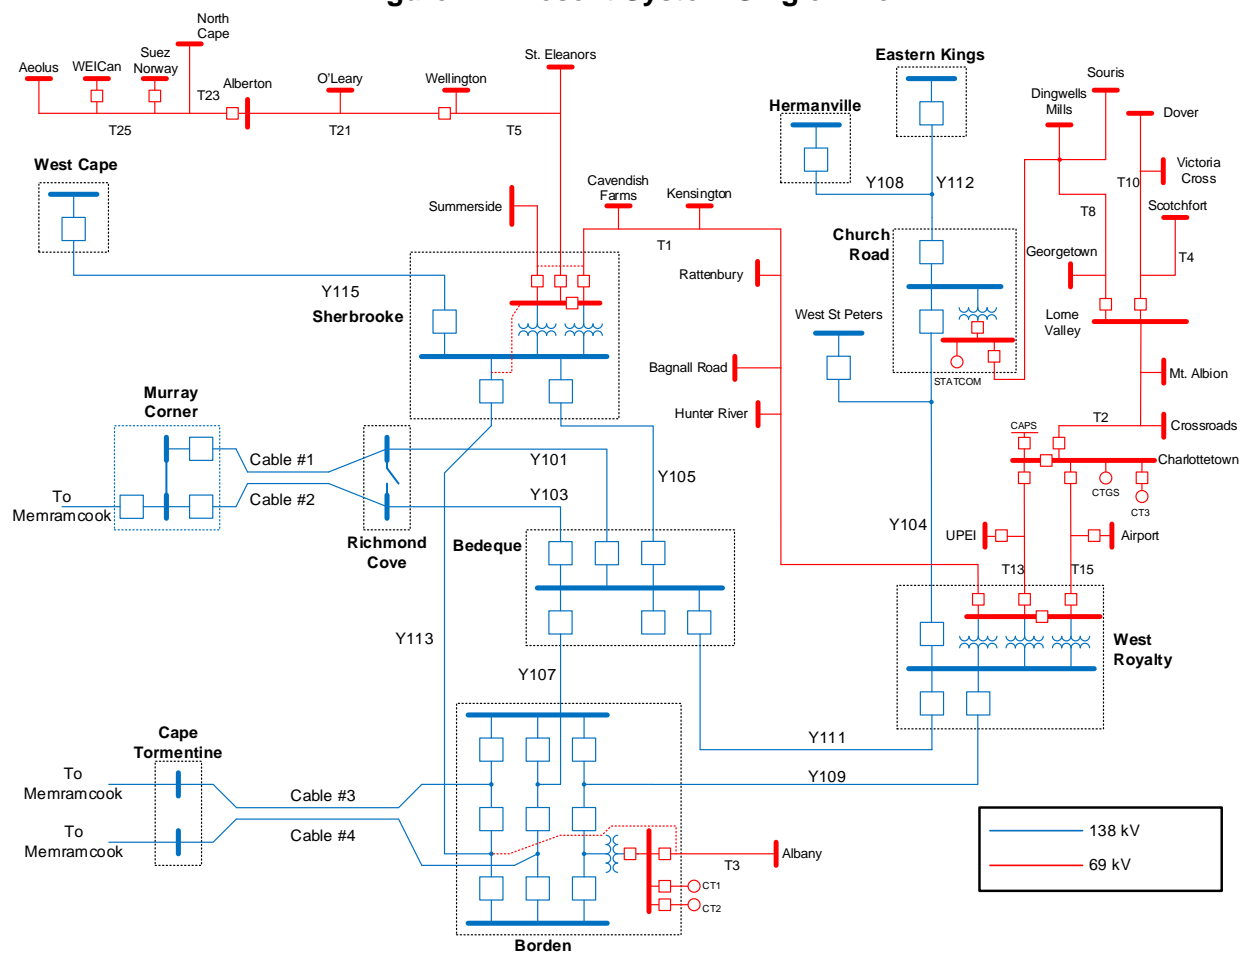 North
Cape
Suez
Norway
Aeolus
WEICan
Alberton
O'Leary
Wellington
St. Eleanors
T23
T25
T21
T5
Eastern Kings
Hermanville
Souris
Dingwells
Mills
Dover
Victoria
Cross
T10
Scotchfort
T8
T4
Georgetown
Lorne
Valley
Y108
Y112
Church
Road
West Cape
Cavendish
Farms
Kensington
Summerside
T1
Rattenbury
Y115
Sherbrooke
West St Peters
STATCOM
Bagnall Road
Hunter River
Mt. Albion
T2
Crossroads
CAPS
Charlottetown
CTGS
CT3
Murray
Corner
Cable #1
Cable #2
To
Memramcook
Y101
Y103
Y105
Richmond
Cove
Bedeque
Y104
UPEI
Airport
T13
T15
West
Royalty
Y113
Y107
Y111
Y109
Cape
Tormentine
To
Memramcook
To
Memramcook
Cable #3
Cable #4
Albany
T3
CT1
CT2
Borden
138 kV
69 kV